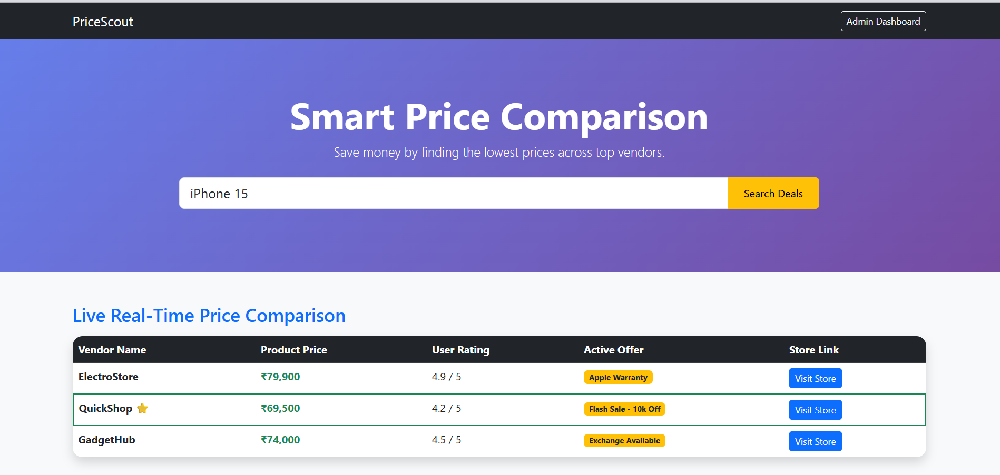 PriceScout
Admin Dashboard
Smart Price Comparison
Save money by finding the lowest prices across top vendors.
iPhone 15
Search Deals
Live Real-Time Price Comparison
Vendor Name Product Price User Rating Active Offer Store Link
ElectroStore ₹79,900 4.9 / 5 Apple Warranty Visit Store
QuickShop ⭐ ₹69,500 4.2 / 5 Flash Sale - 10k Off Visit Store
GadgetHub ₹74,000 4.5 / 5 Exchange Available Visit Store